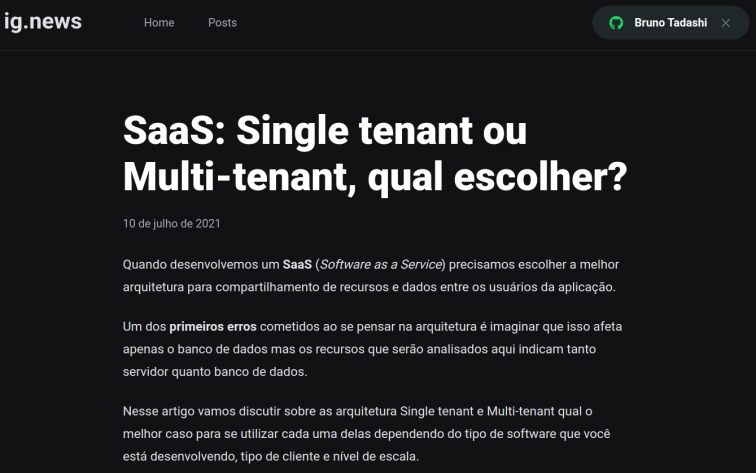 ig.news
Home
Posts
Bruno Tadashi
SaaS: Single tenant ou
Multi-tenant, qual escolher?
10 de julho de 2021
Quando desenvolvemos um SaaS (Software as a Service) precisamos escolher a melhor
arquitetura para compartilhamento de recursos e dados entre os usuários da aplicação.
Um dos primeiros erros cometidos ao se pensar na arquitetura é imaginar que isso afeta
apenas o banco de dados mas os recursos que serão analisados aqui indicam tanto
servidor quanto banco de dados.
Nesse artigo vamos discutir sobre as arquitetura Single tenant e Multi-tenant qual o
melhor caso para se utilizar cada uma delas dependendo do tipo de software que você
está desenvolvendo, tipo de cliente e nível de escala.